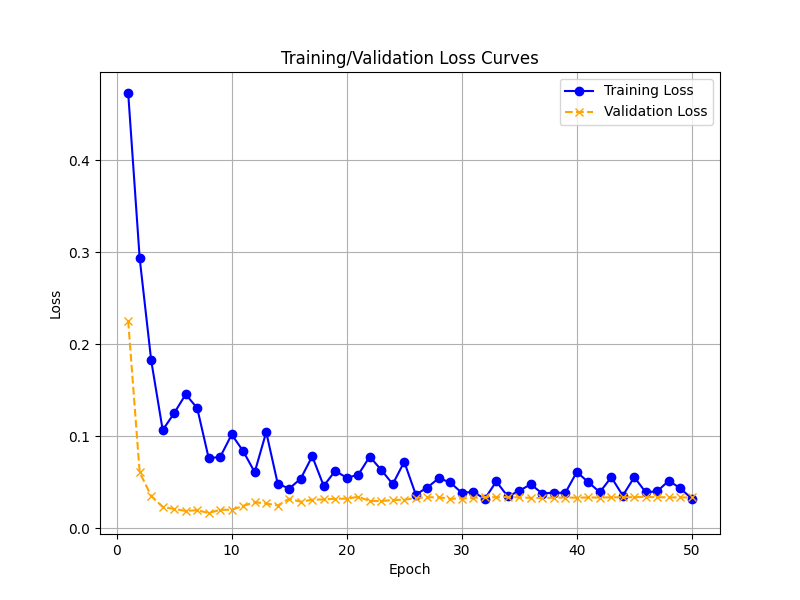 Training/Validation Loss Curves
Training Loss
Validation Loss
0.4
0.3
0.2
0.1
0.0
Loss
0 10 20 30 40 50
Epoch